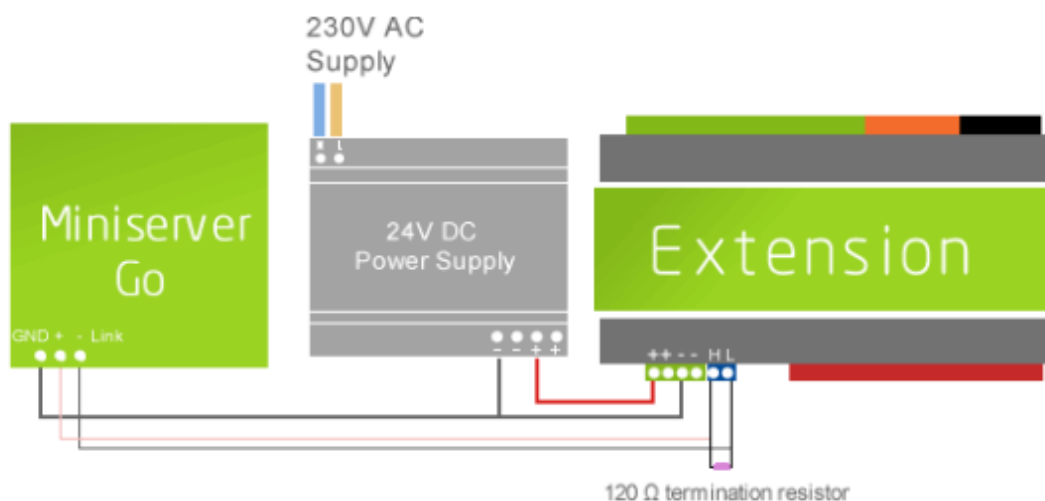 230V AC
Supply
N L
Miniserver
Go
24V DC
Power Supply
Extension
GND + - Link
- - + +
++-- H L
120 Ω termination resistor